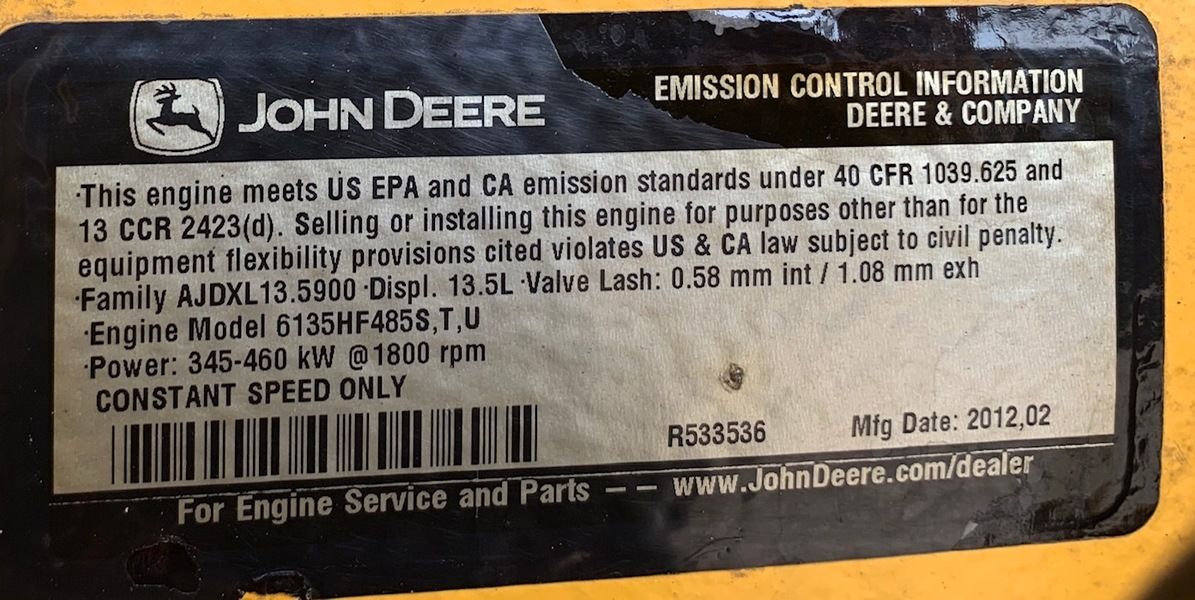 JOHN DEERE
EMISSION CONTROL INFORMATION
DEERE & COMPANY
·This engine meets US EPA and CA emission standards under 40 CFR 1039.625 and
13 CCR 2423(d). Selling or installing this engine for purposes other than for the
equipment flexibility provisions cited violates US & CA law subject to civil penalty.
·Family AJDXL13.5900 ·Displ. 13.5L ·Valve Lash: 0.58 mm int / 1.08 mm exh
·Engine Model 6135HF485S,T,U
·Power: 345-460 kW @1800 rpm
CONSTANT SPEED ONLY
R533536 Mfg Date: 2012,02
For Engine Service and Parts – – www.JohnDeere.com/dealer